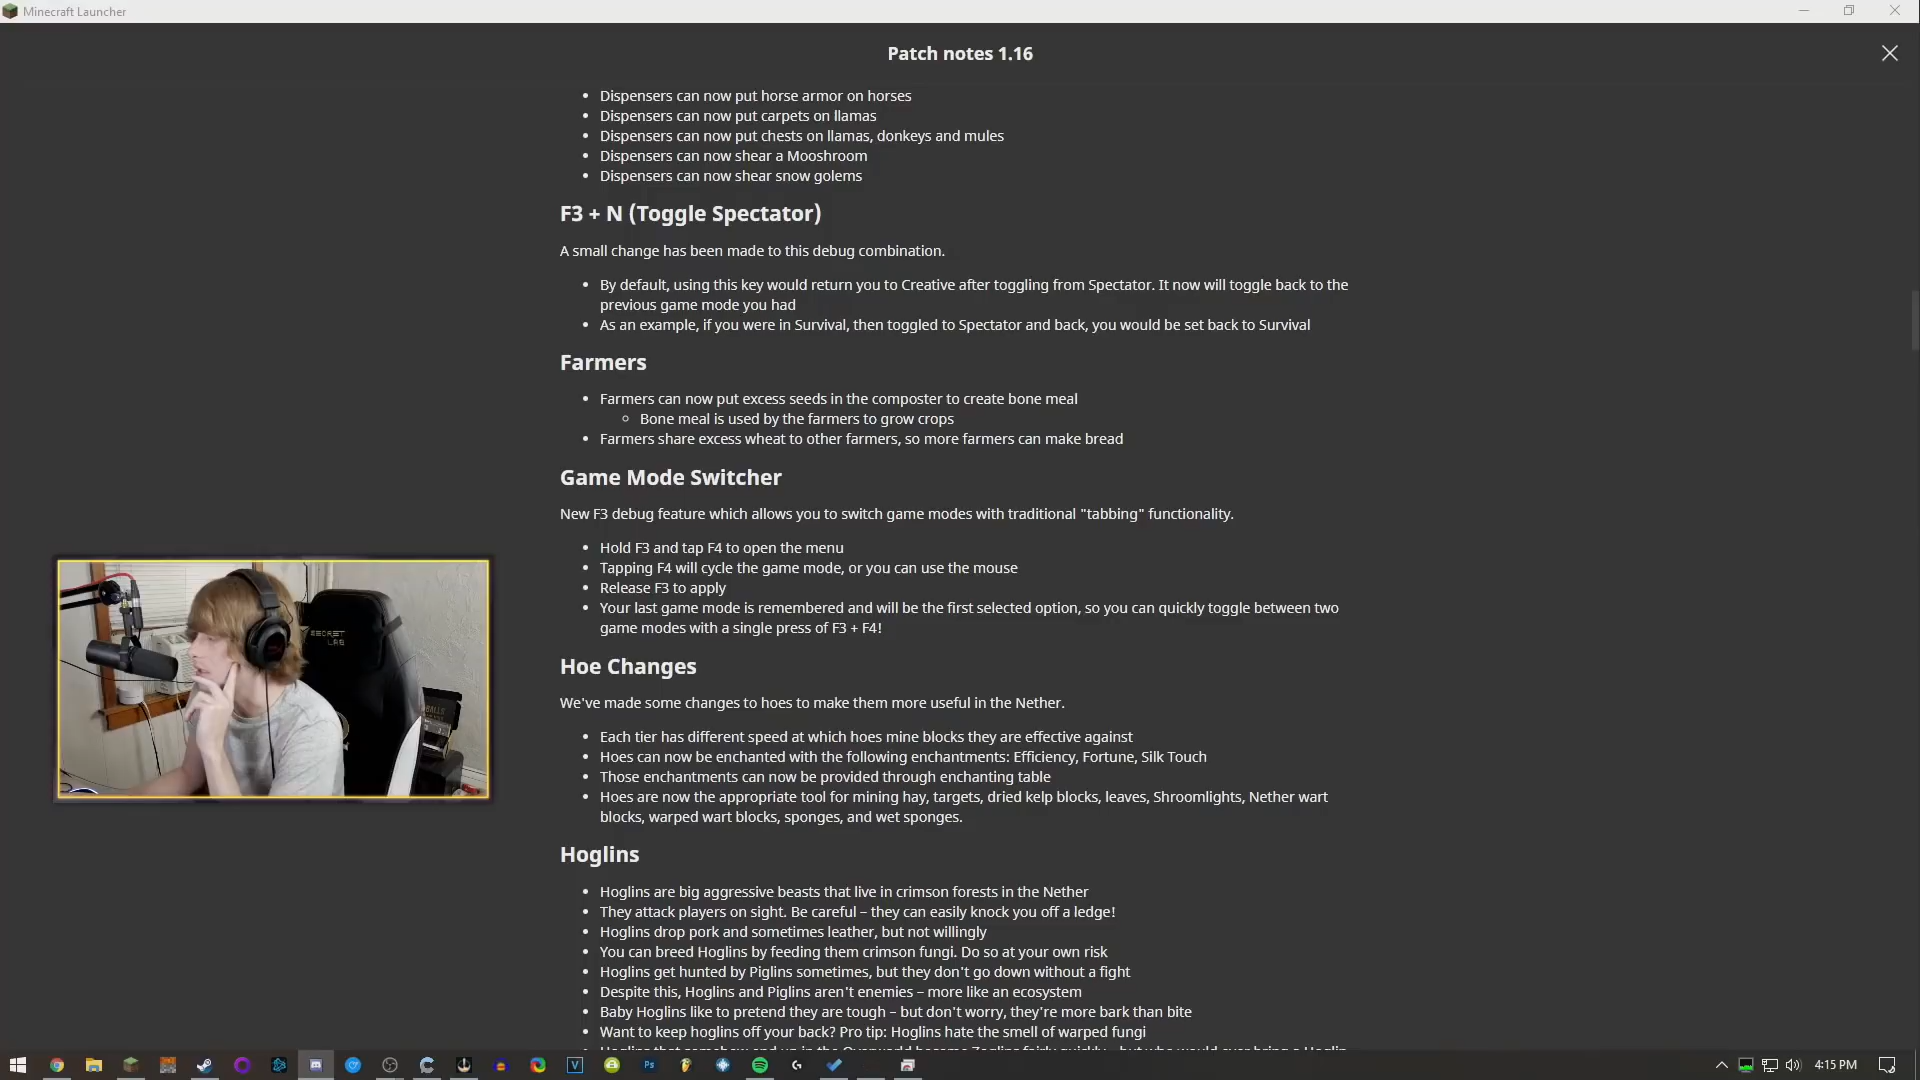 Minecraft Launcher
Patch notes 1.16
Dispensers can now put horse armor on horses
Dispensers can now put carpets on llamas
Dispensers can now put chests on llamas, donkeys and mules
Dispensers can now shear a Mooshroom
Dispensers can now shear snow golems
F3 + N (Toggle Spectator)
A small change has been made to this debug combination.
By default, using this key would return you to Creative after toggling from Spectator. It now will toggle back to the
previous game mode you had
As an example, if you were in Survival, then toggled to Spectator and back, you would be set back to Survival
Farmers
Farmers can now put excess seeds in the composter to create bone meal
Bone meal is used by the farmers to grow crops
Farmers share excess wheat to other farmers, so more farmers can make bread
Game Mode Switcher
New F3 debug feature which allows you to switch game modes with traditional "tabbing" functionality.
Hold F3 and tap F4 to open the menu
Tapping F4 will cycle the game mode, or you can use the mouse
Release F3 to apply
Your last game mode is remembered and will be the first selected option, so you can quickly toggle between two
game modes with a single press of F3 + F4!
SECRET
LAB
Hoe Changes
We've made some changes to hoes to make them more useful in the Nether.
Each tier has different speed at which hoes mine blocks they are effective against
Hoes can now be enchanted with the following enchantments: Efficiency, Fortune, Silk Touch
Those enchantments can now be provided through enchanting table
Hoes are now the appropriate tool for mining hay, targets, dried kelp blocks, leaves, Shroomlights, Nether wart
blocks, warped wart blocks, sponges, and wet sponges.
Hoglins
Hoglins are big aggressive beasts that live in crimson forests in the Nether
They attack players on sight. Be careful – they can easily knock you off a ledge!
Hoglins drop pork and sometimes leather, but not willingly
You can breed Hoglins by feeding them crimson fungi. Do so at your own risk
Hoglins get hunted by Piglins sometimes, but they don't go down without a fight
Despite this, Hoglins and Piglins aren't enemies – more like an ecosystem
Baby Hoglins like to pretend they are tough – but don't worry, they're more bark than bite
Want to keep hoglins off your back? Pro tip: Hoglins hate the smell of warped fungi
4:15 PM